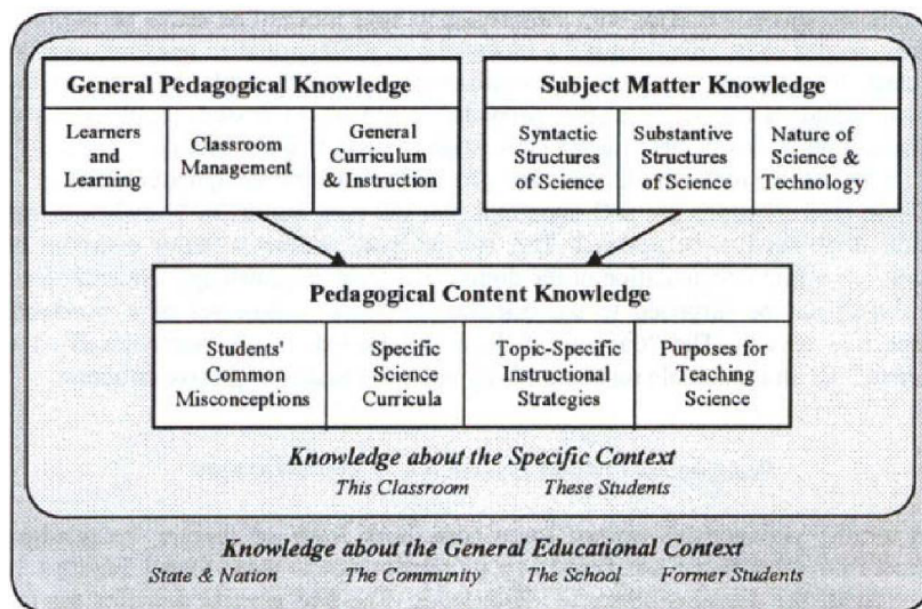 General Pedagogical Knowledge
Learners
and
Learning
Classroom
Management
General
Curriculum
& Instruction
Subject Matter Knowledge
Syntactic
Structures
of Science
Substantive
Structures
of Science
Nature of
Science &
Technology
Pedagogical Content Knowledge
Students'
Common
Misconceptions
Specific
Science
Curricula
Topic-Specific
Instructional
Strategies
Purposes for
Teaching
Science
Knowledge about the Specific Context
This Classroom These Students
Knowledge about the General Educational Context
State & Nation The Community The School Former Students